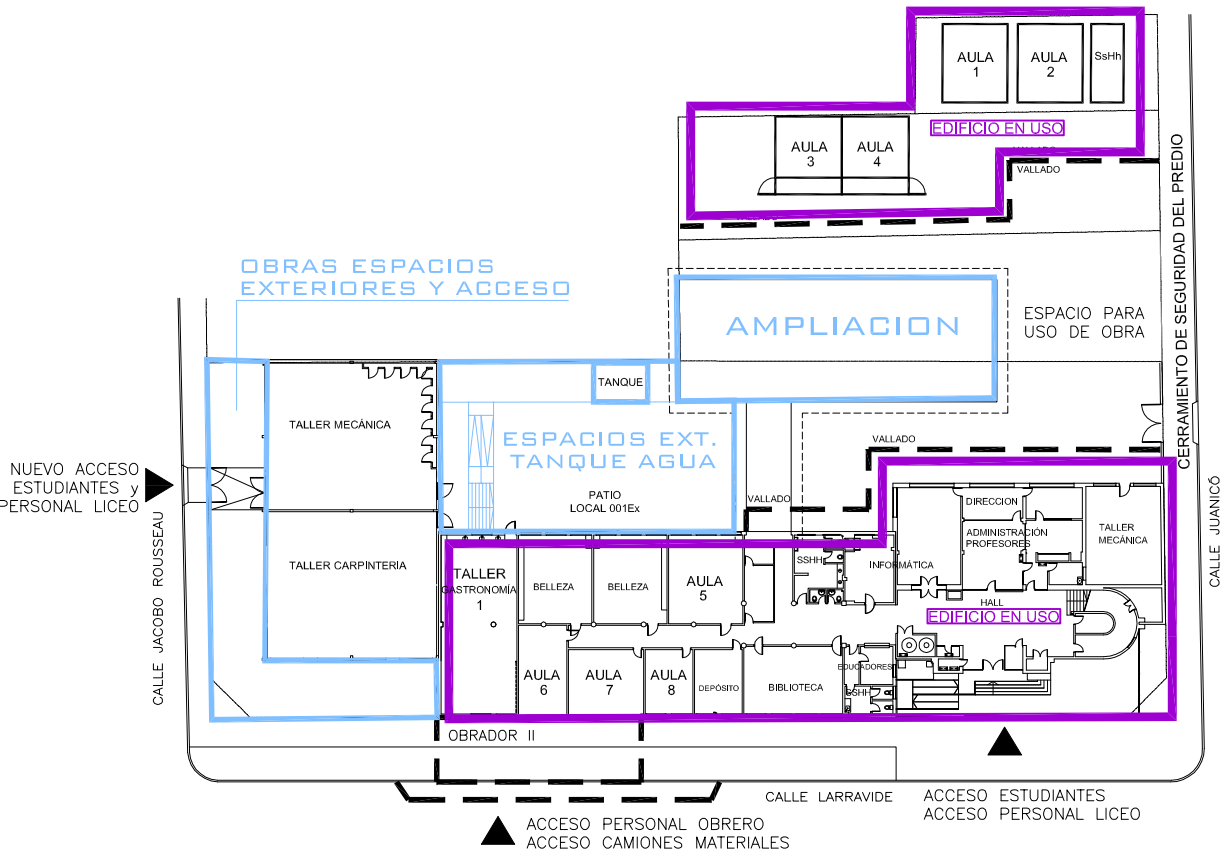 AULA
1
AULA
2
SsHh
EDIFICIO EN USO
AULA
3
AULA
4
VALLADO
CERRAMIENTO DE SEGURIDAD DEL PREDIO
OBRAS ESPACIOS
EXTERIORES Y ACCESO
AMPLIACION
ESPACIO PARA
USO DE OBRA
TANQUE
TALLER MECÁNICA
ESPACIOS EXT.
TANQUE AGUA
VALLADO
NUEVO ACCESO
ESTUDIANTES y
PERSONAL LICEO
PATIO
LOCAL 001Ex
VALLADO
DIRECCION
ADMINISTRACIÓN
PROFESORES
TALLER
MECÁNICA
CALLE JUANICÓ
CALLE JACOBO ROUSSEAU
TALLER CARPINTERIA
TALLER
GASTRONOMÍA
1
BELLEZA
BELLEZA
AULA
5
SSHH
INFORMÁTICA
HALL
EDIFICIO EN USO
AULA
6
AULA
7
AULA
8
DEPÓSITO
BIBLIOTECA
EDUCADORES
SSHH
OBRADOR II
CALLE LARRAVIDE
ACCESO ESTUDIANTES
ACCESO PERSONAL LICEO
ACCESO PERSONAL OBRERO
ACCESO CAMIONES MATERIALES